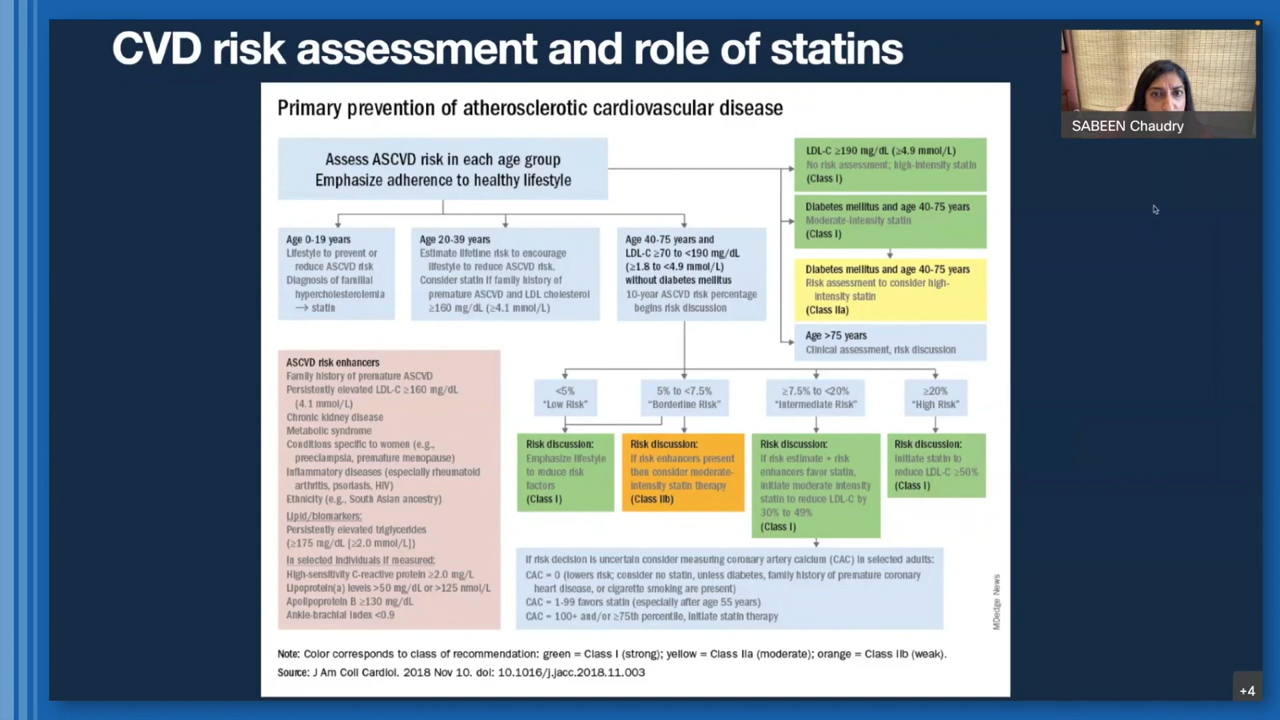 CVD risk assessment and role of statins
SABEEN Chaudry
Primary prevention of atherosclerotic cardiovascular disease
Assess ASCVD risk in each age group
Emphasize adherence to healthy lifestyle
LDL-C ≥190 mg/dL (≥4.9 mmol/L)
No risk assessment; high-intensity statin
(Class I)
Diabetes mellitus and age 40-75 years
Moderate-intensity statin
(Class I)
Diabetes mellitus and age 40-75 years
Risk assessment to consider high-
intensity statin
(Class IIa)
Age >75 years
Clinical assessment, risk discussion
Age 0-19 years
Lifestyle to prevent or
reduce ASCVD risk
Diagnosis of familial
hypercholesterolemia
→ statin
Age 20-39 years
Estimate lifetime risk to encourage
lifestyle to reduce ASCVD risk.
Consider statin if family history of
premature ASCVD and LDL cholesterol
≥160 mg/dL (≥4.1 mmol/L)
Age 40-75 years and
LDL-C ≥70 to <190 mg/dL
(≥1.8 to <4.9 mmol/L)
without diabetes mellitus
10-year ASCVD risk percentage
begins risk discussion
ASCVD risk enhancers
Family history of premature ASCVD
Persistently elevated LDL-C ≥160 mg/dL
(4.1 mmol/L)
Chronic kidney disease
Metabolic syndrome
Conditions specific to women (e.g.,
preeclampsia, premature menopause)
Inflammatory diseases (especially rheumatoid
arthritis, psoriasis, HIV)
Ethnicity (e.g., South Asian ancestry)
Lipid/biomarkers:
Persistently elevated triglycerides
(≥175 mg/dL [≥2.0 mmol/L])
In selected individuals if measured:
High-sensitivity C-reactive protein ≥2.0 mg/L
Lipoprotein(a) levels >50 mg/dL or >125 nmol/L
Apolipoprotein B ≥130 mg/dL
Ankle-brachial index <0.9
<5%
"Low Risk"
5% to <7.5%
"Borderline Risk"
≥7.5% to <20%
"Intermediate Risk"
≥20%
"High Risk"
Risk discussion:
Emphasize lifestyle
to reduce risk
factors
(Class I)
Risk discussion:
If risk enhancers present
then consider moderate-
intensity statin therapy
(Class IIb)
Risk discussion:
If risk estimate + risk
enhancers favor statin,
initiate moderate intensity
statin to reduce LDL-C by
30% to 49%
(Class I)
Risk discussion:
Initiate statin to
reduce LDL-C ≥50%
(Class I)
If risk decision is uncertain consider measuring coronary artery calcium (CAC) in selected adults:
CAC = 0 (lowers risk; consider no statin, unless diabetes, family history of premature coronary
heart disease, or cigarette smoking are present)
CAC = 1-99 favors statin (especially after age 55 years)
CAC = 100+ and/or ≥75th percentile, initiate statin therapy
MDedge News
Note: Color corresponds to class of recommendation: green = Class I (strong); yellow = Class IIa (moderate); orange = Class IIb (weak).
Source: J Am Coll Cardiol. 2018 Nov 10. doi: 10.1016/j.jacc.2018.11.003
+4